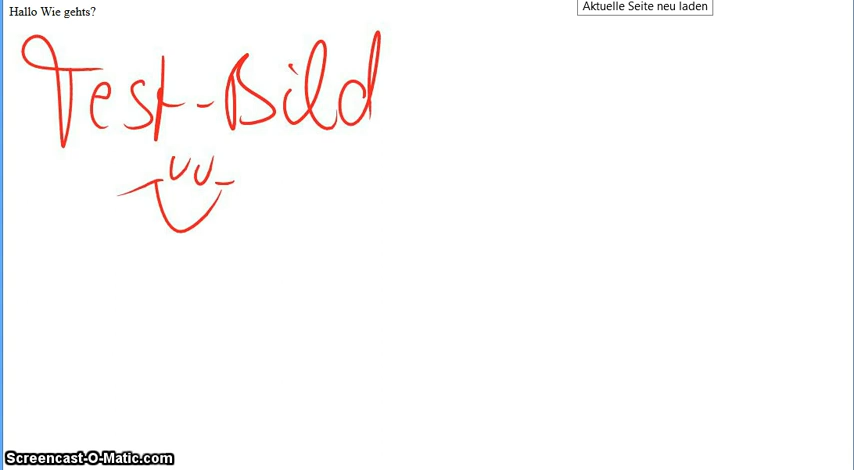 Hallo Wie gehts?
Aktuelle Seite neu laden
Test-Bild
Screencast-O-Matic.com